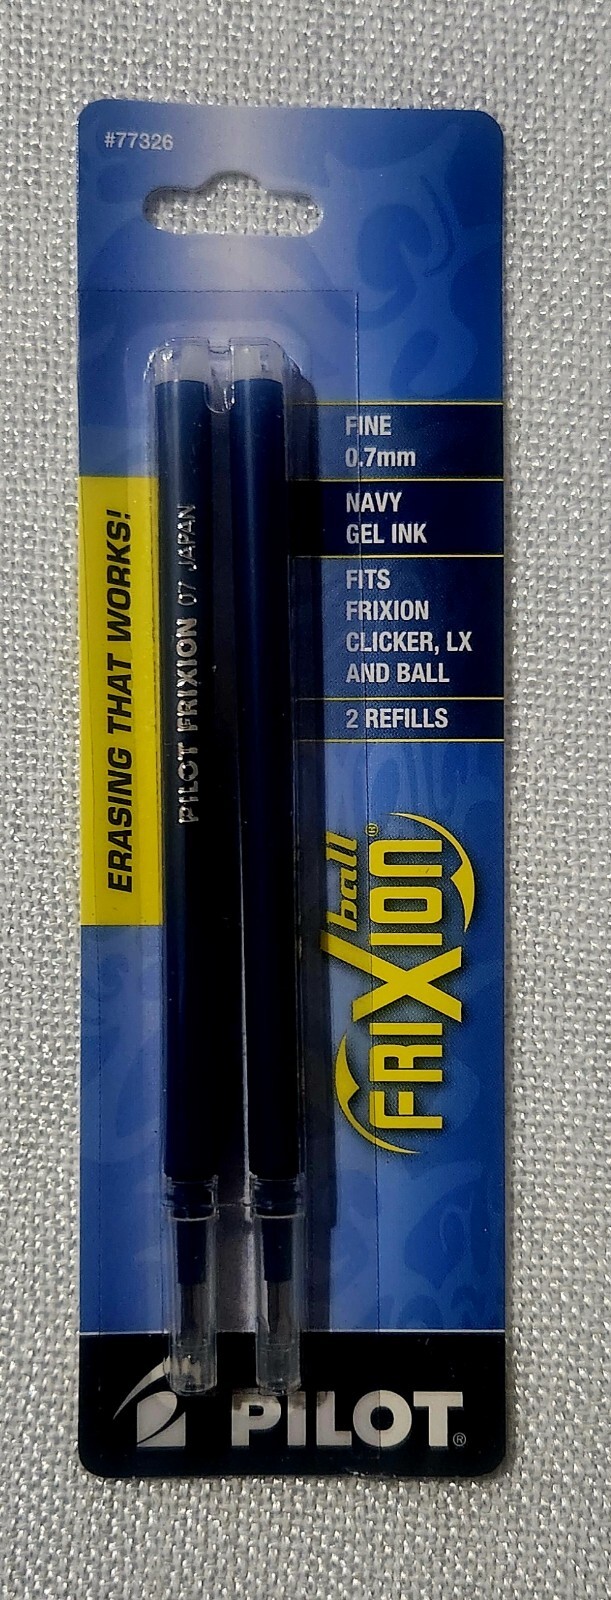 #77326
FINE
0.7mm
NAVY
GEL INK
FITS
FRIXION
CLICKER, LX
AND BALL
2 REFILLS
ERASING THAT WORKS!
PILOT FRIXION 07 JAPAN
ball
FRIXION®
PILOT®